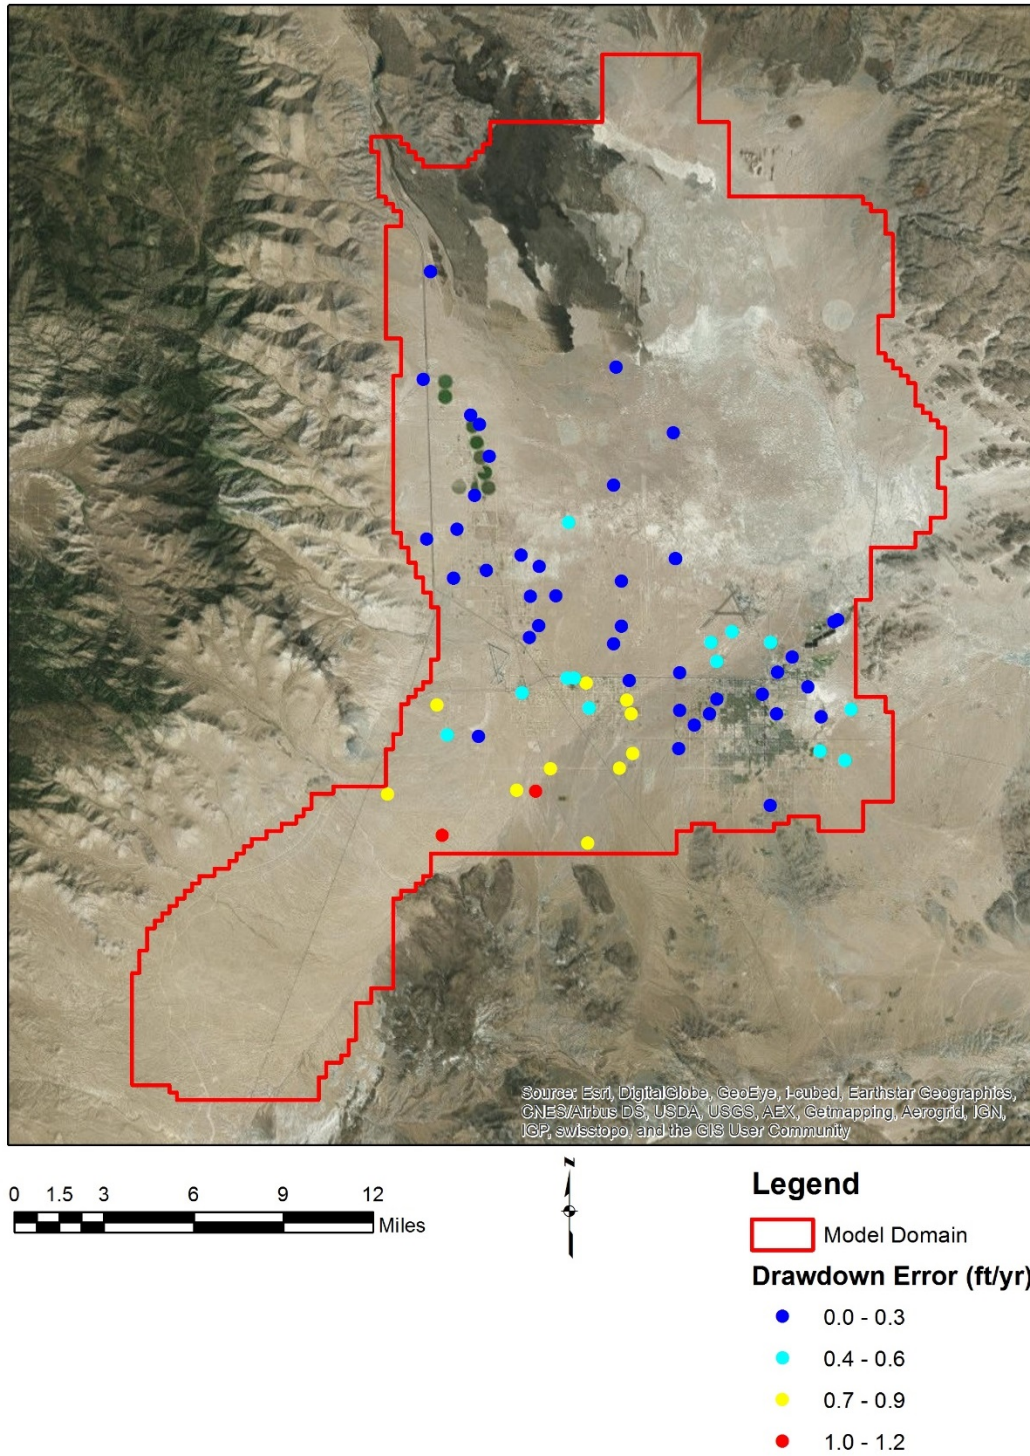 Source: Esri, DigitalGlobe, GeoEye, i-cubed, Earthstar Geographics,
CNES/Airbus DS, USDA, USGS, AEX, Getmapping, Aerogrid, IGN,
IGP, swisstopo, and the GIS User Community
0 1.5 3 6 9 12
Miles
Z
Legend
Model Domain
Drawdown Error (ft/yr)
0.0 - 0.3
0.4 - 0.6
0.7 - 0.9
1.0 - 1.2